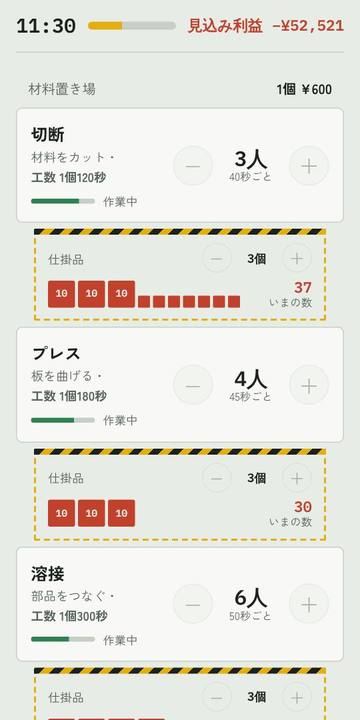 11:30 見込み利益 −¥52,521
材料置き場 1個 ¥600
切断
材料をカット・
工数 1個120秒
作業中
− 3人 +
40秒ごと
仕掛品 − 3個 +
10 10 10 37
いまの数
プレス
板を曲げる・
工数 1個180秒
作業中
− 4人 +
45秒ごと
仕掛品 − 3個 +
10 10 10 30
いまの数
溶接
部品をつなぐ・
工数 1個300秒
作業中
− 6人 +
50秒ごと
仕掛品 − 3個 +